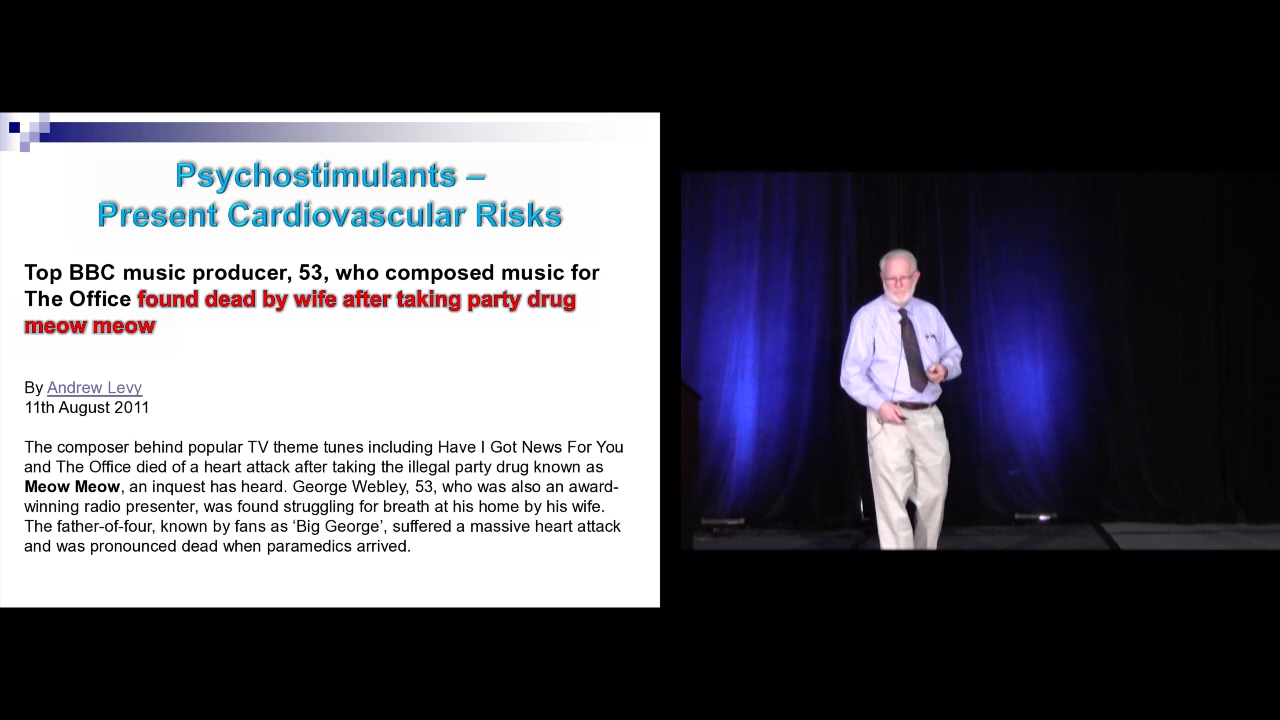 Psychostimulants –
Present Cardiovascular Risks
Top BBC music producer, 53, who composed music for
The Office found dead by wife after taking party drug
meow meow
By Andrew Levy
11th August 2011
The composer behind popular TV theme tunes including Have I Got News For You
and The Office died of a heart attack after taking the illegal party drug known as
Meow Meow, an inquest has heard. George Webley, 53, who was also an award-
winning radio presenter, was found struggling for breath at his home by his wife.
The father-of-four, known by fans as ‘Big George’, suffered a massive heart attack
and was pronounced dead when paramedics arrived.